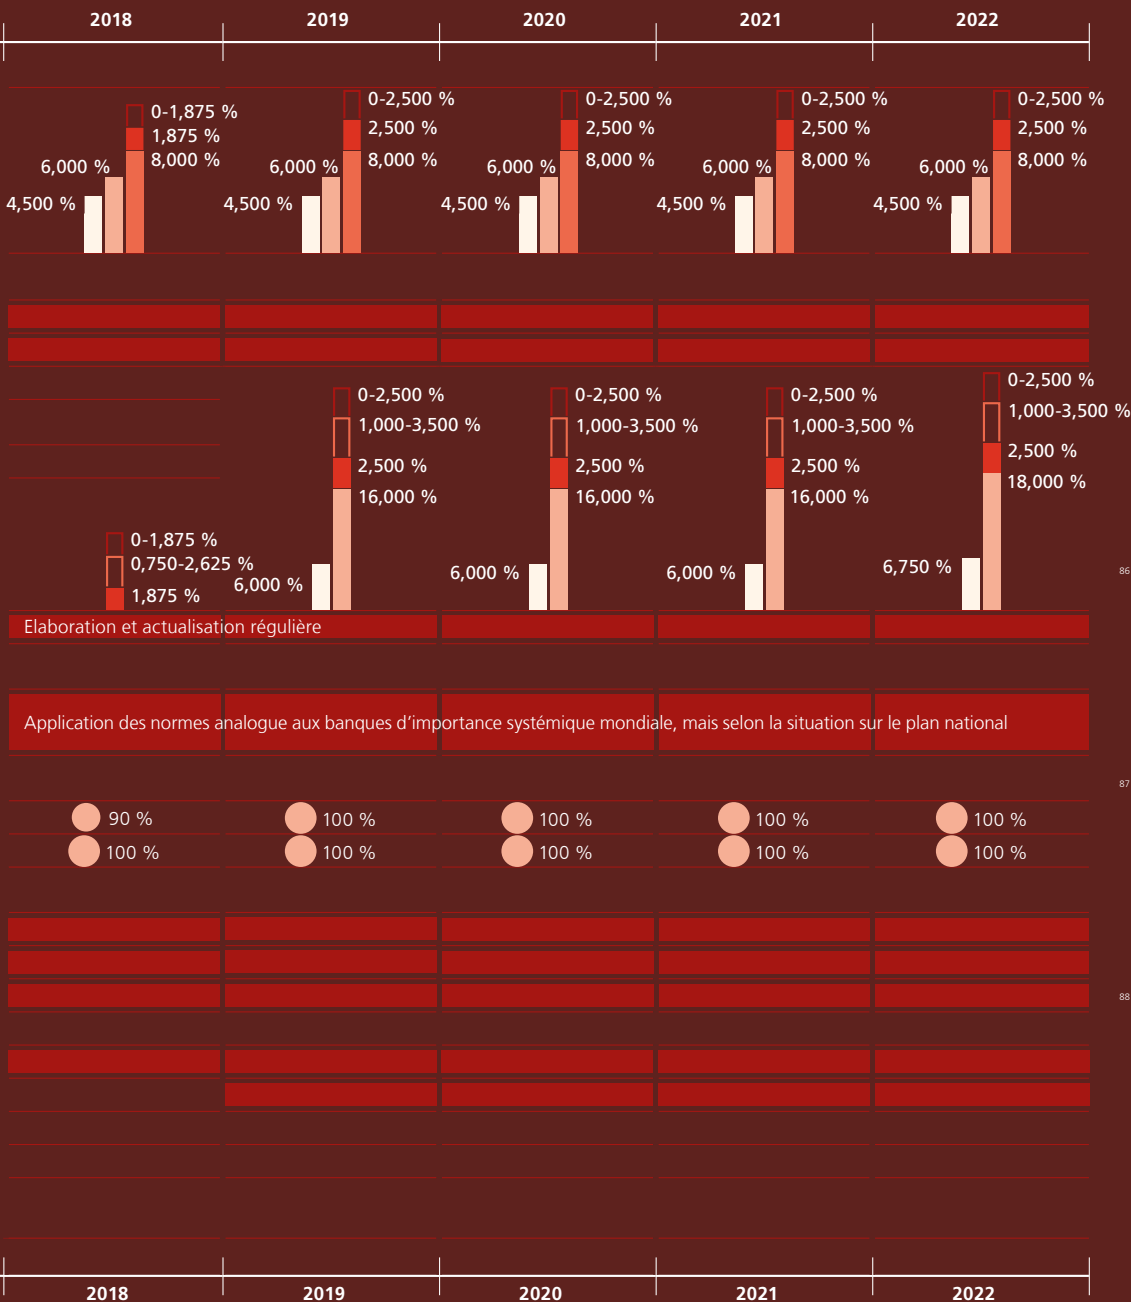 2018 2019 2020 2021 2022
0-1,875 % 0-2,500 % 0-2,500 % 0-2,500 % 0-2,500 %
1,875 % 2,500 % 2,500 % 2,500 % 2,500 %
8,000 % 8,000 % 8,000 % 8,000 % 8,000 %
6,000 % 6,000 % 6,000 % 6,000 % 6,000 %
4,500 % 4,500 % 4,500 % 4,500 % 4,500 %
0-2,500 % 0-2,500 % 0-2,500 % 0-2,500 %
1,000-3,500 % 1,000-3,500 % 1,000-3,500 % 1,000-3,500 %
2,500 % 2,500 % 2,500 % 2,500 %
16,000 % 16,000 % 16,000 % 18,000 %
0-1,875 %
0,750-2,625 %
1,875 %
6,000 % 6,000 % 6,000 % 6,750 %
86
Elaboration et actualisation régulière
Application des normes analogue aux banques d’importance systémique mondiale, mais selon la situation sur le plan national
87
90 % 100 % 100 % 100 % 100 %
100 % 100 % 100 % 100 % 100 %
88
2018 2019 2020 2021 2022